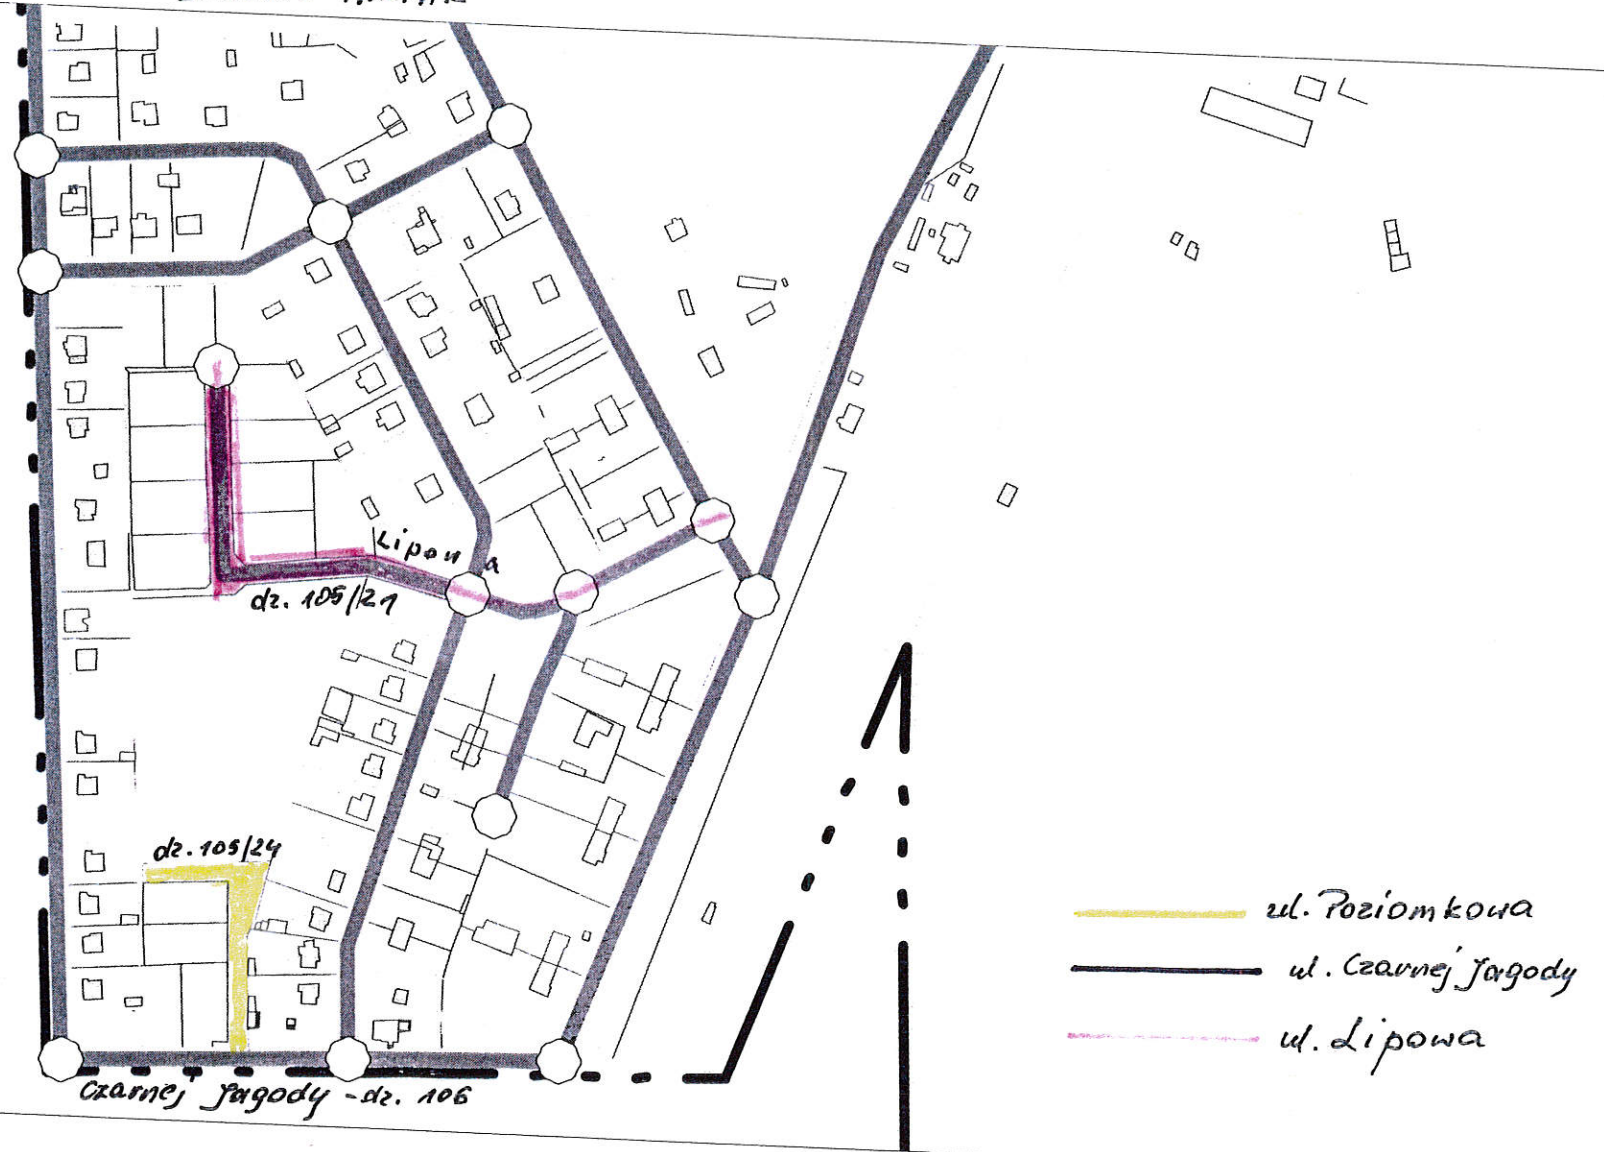 Lipowa
dz. 105/21
dz. 105/24
ul. Poziomkowa
ul. Czarnej Jagody
ul. Lipowa
Czarnej Jagody - dz. 106